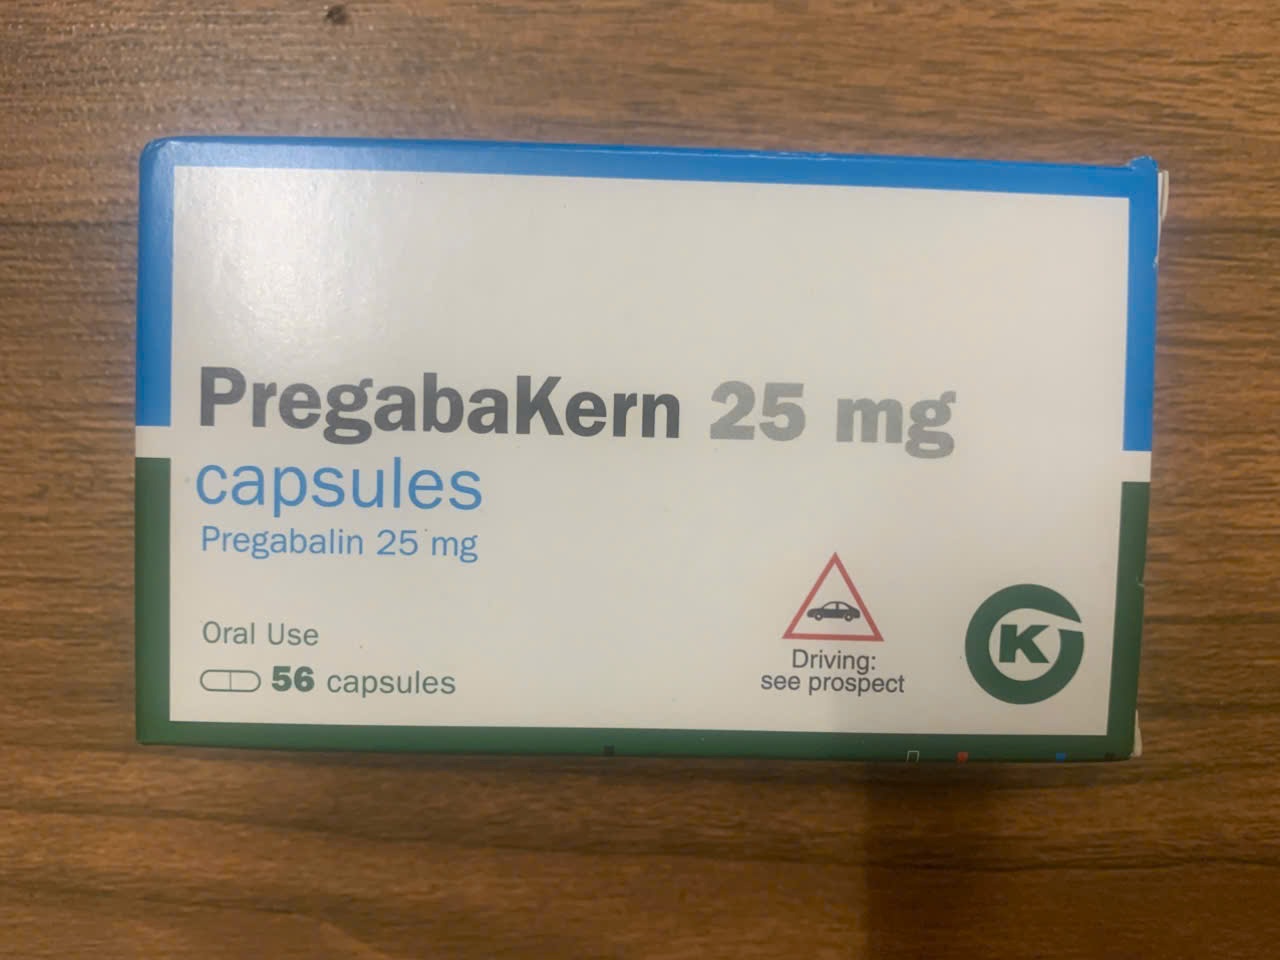 PregabaKern 25 mg
capsules
Pregabalin 25 mg
Oral Use
56 capsules
Driving:
see prospect
K